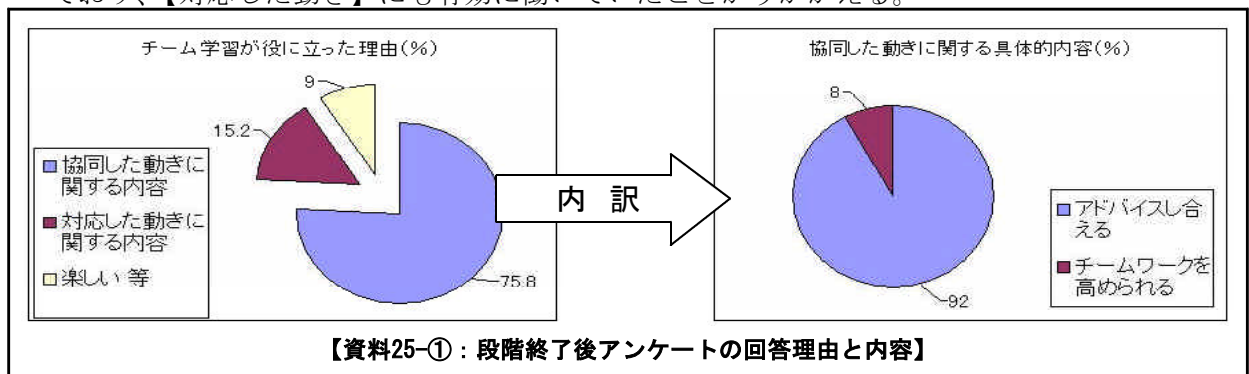 ており、【対応した動き】にも有効に働いていたことがうかがえる。
チーム学習が役に立った理由(%)
9
15.2
75.8
協同した動きに
関する内容
対応した動きに
関する内容
楽しい 等
内 訳
協同した動きに関する具体的内容(%)
8
92
アドバイスし合
える
チームワークを
高められる
【資料25-①：段階終了後アンケートの回答理由と内容】